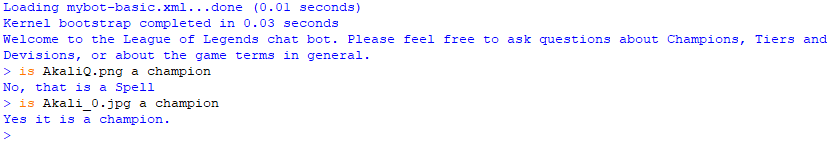 Loading mybot-basic.xml...done (0.01 seconds)
Kernel bootstrap completed in 0.03 seconds
Welcome to the League of Legends chat bot. Please feel free to ask questions about Champions, Tiers and
Devisions, or about the game terms in general.
> is AkaliQ.png a champion
No, that is a Spell
> is Akali_0.jpg a champion
Yes it is a champion.
>